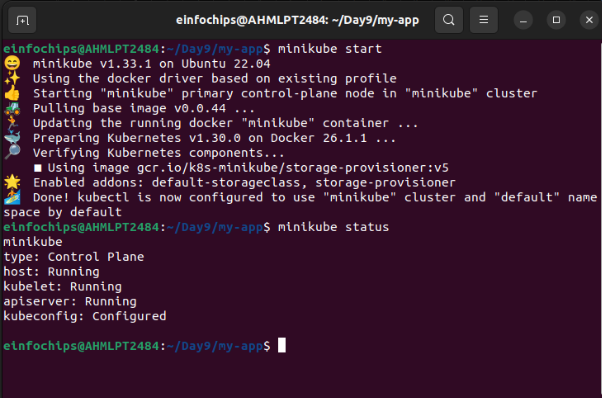 einfochips@AHMLPT2484: ~/Day9/my-app
einfochips@AHMLPT2484:~/Day9/my-app$ minikube start
minikube v1.33.1 on Ubuntu 22.04
Using the docker driver based on existing profile
Starting "minikube" primary control-plane node in "minikube" cluster
Pulling base image v0.0.44 ...
Updating the running docker "minikube" container ...
Preparing Kubernetes v1.30.0 on Docker 26.1.1 ...
Verifying Kubernetes components...
Using image gcr.io/k8s-minikube/storage-provisioner:v5
Enabled addons: default-storageclass, storage-provisioner
Done! kubectl is now configured to use "minikube" cluster and "default" name
space by default
einfochips@AHMLPT2484:~/Day9/my-app$ minikube status
minikube
type: Control Plane
host: Running
kubelet: Running
apiserver: Running
kubeconfig: Configured
einfochips@AHMLPT2484:~/Day9/my-app$